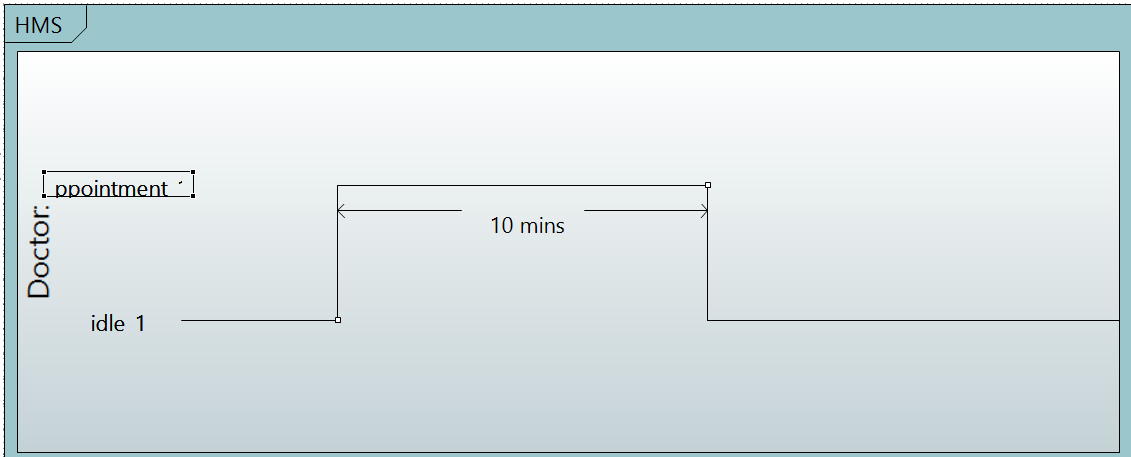 HMS
ppointment
Doctor:
10 mins
idle 1